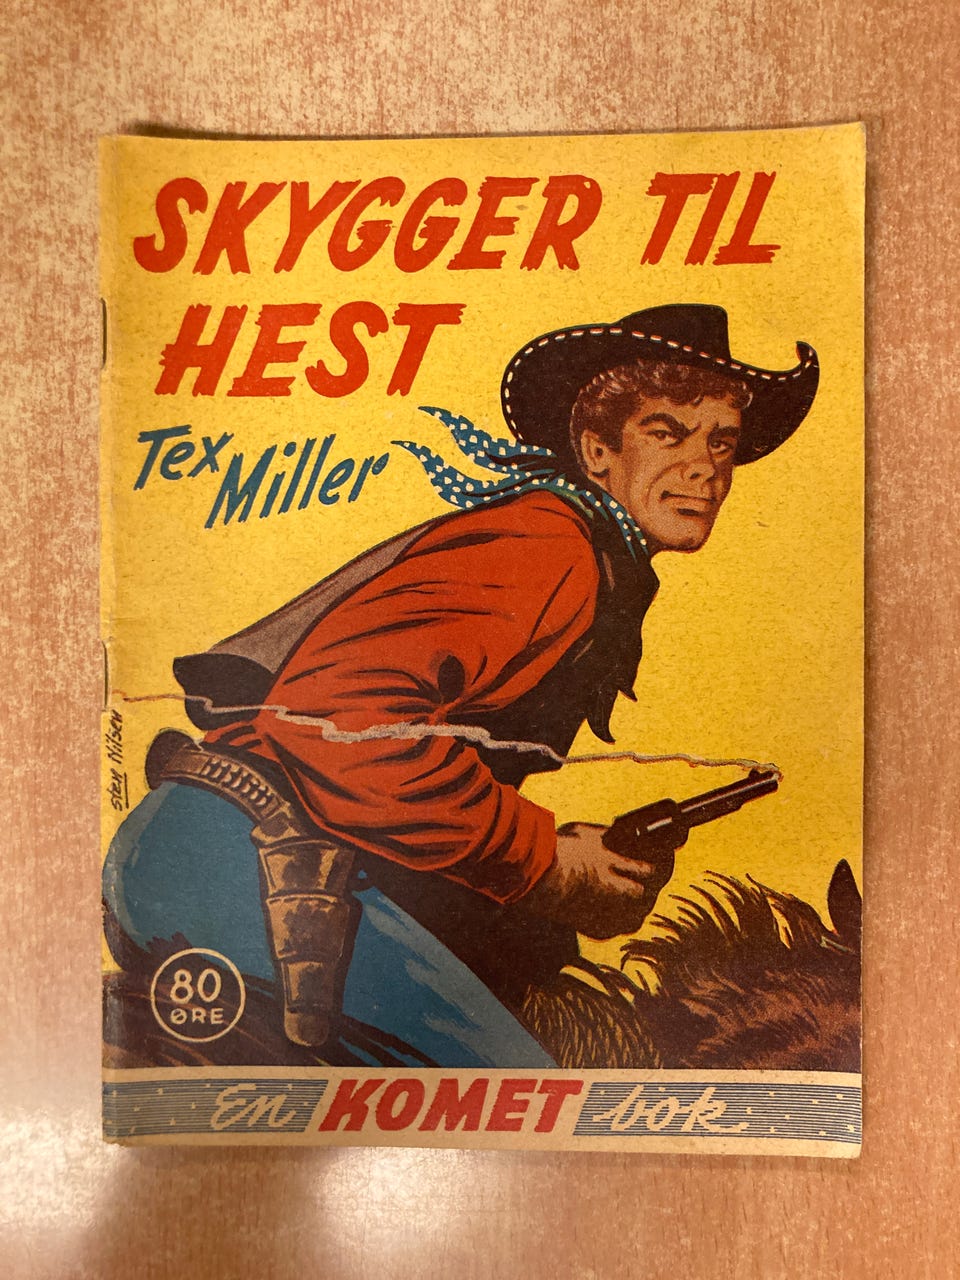 SKYGGER TIL
HEST
Tex Miller
sten Nilsen
80
ØRE
En KOMET bok